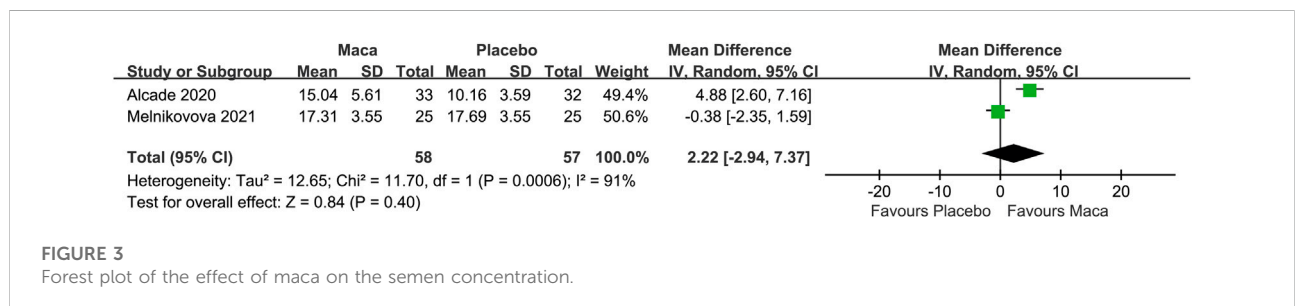 Maca Placebo Mean Difference Mean Difference
Study or Subgroup Mean SD Total Mean SD Total Weight IV, Random, 95% CI IV, Random, 95% CI
Alcade 2020 15.04 5.61 33 10.16 3.59 32 49.4% 4.88 [2.60, 7.16]
Melnikovova 2021 17.31 3.55 25 17.69 3.55 25 50.6% -0.38 [-2.35, 1.59]
Total (95% CI) 58 57 100.0% 2.22 [-2.94, 7.37]
Heterogeneity: Tau² = 12.65; Chi² = 11.70, df = 1 (P = 0.0006); I² = 91%
Test for overall effect: Z = 0.84 (P = 0.40)
-20 -10 0 10 20
Favours Placebo Favours Maca
FIGURE 3
Forest plot of the effect of maca on the semen concentration.